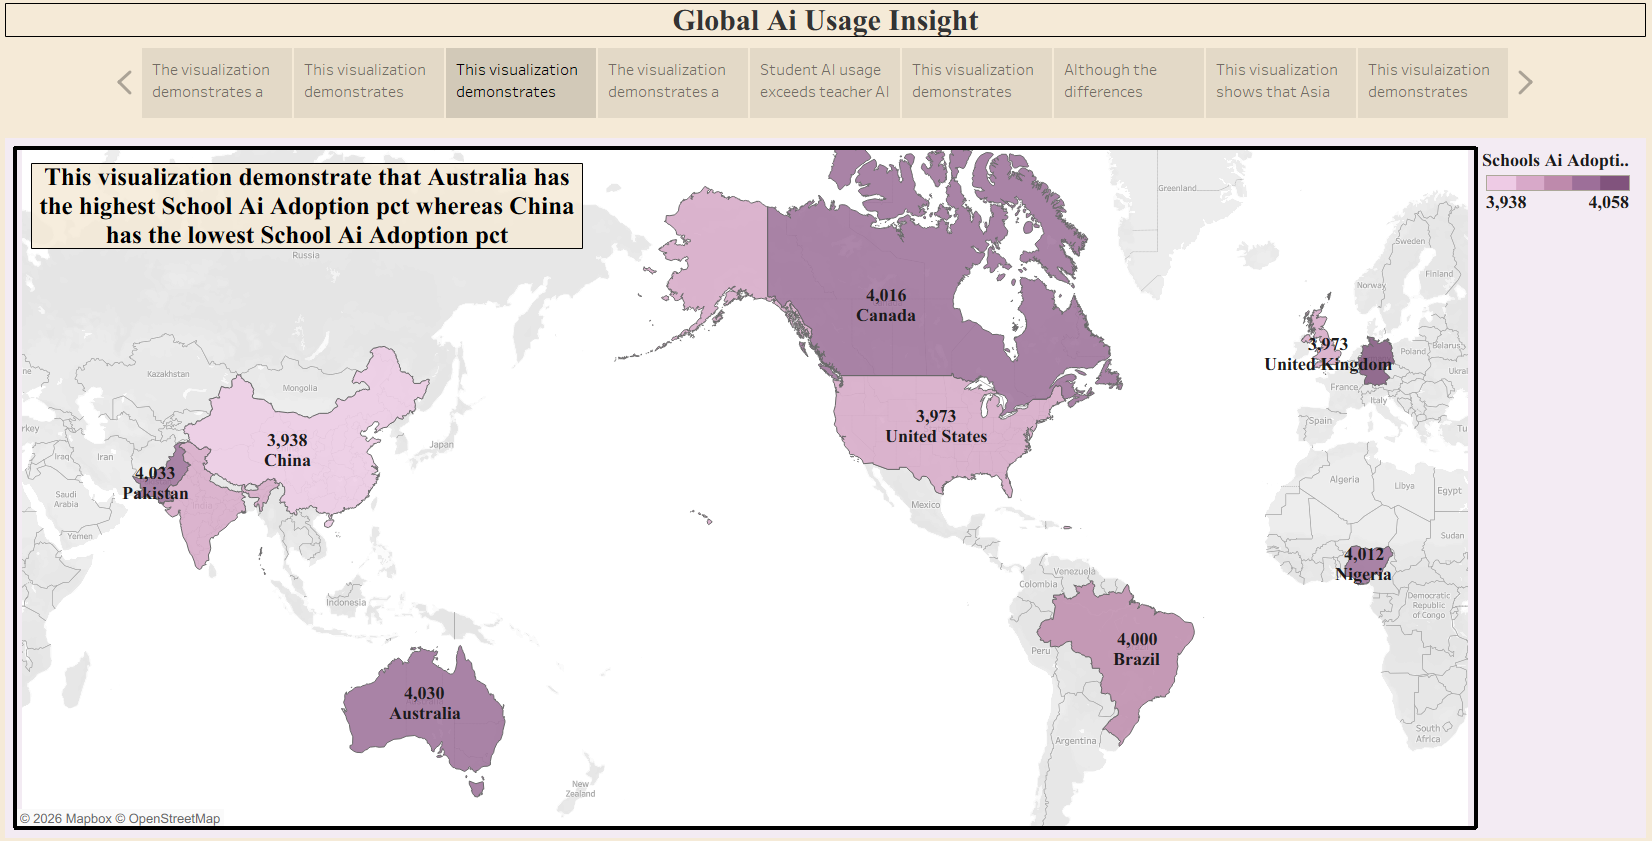 Global Ai Usage Insight
The visualization
demonstrates a
This visualization
demonstrates
This visualization
demonstrates
The visualization
demonstrates a
Student AI usage
exceeds teacher AI
This visualization
demonstrates
Although the
differences
This visualization
shows that Asia
This visulaization
demonstrates
This visualization demonstrate that Australia has
the highest School Ai Adoption pct whereas China
has the lowest School Ai Adoption pct
Schools Ai Adopti..
3,938
4,058
Greenland
Russia
Sweden
Finland
Norway
4,016
Canada
3,973
United Kingdom
Poland
Belarus
Ukrai
France
Italy
Spain
Tu
Kazakhstan
Mongolia
ne
rkey
Iraq
Iran
Japan
3,938
China
4,033
Pakistan
India
Saudi
Arabia
Yemen
3,973
United States
Mexico
Algeria
Libya
Egypt
Sudan
4,012
Nigeria
Democratic
Republic
of Congo
Venezuela
Colombia
Peru
4,000
Brazil
Indonesia
4,030
Australia
Argentina
South
Africa
New
Zealand
© 2026 Mapbox © OpenStreetMap